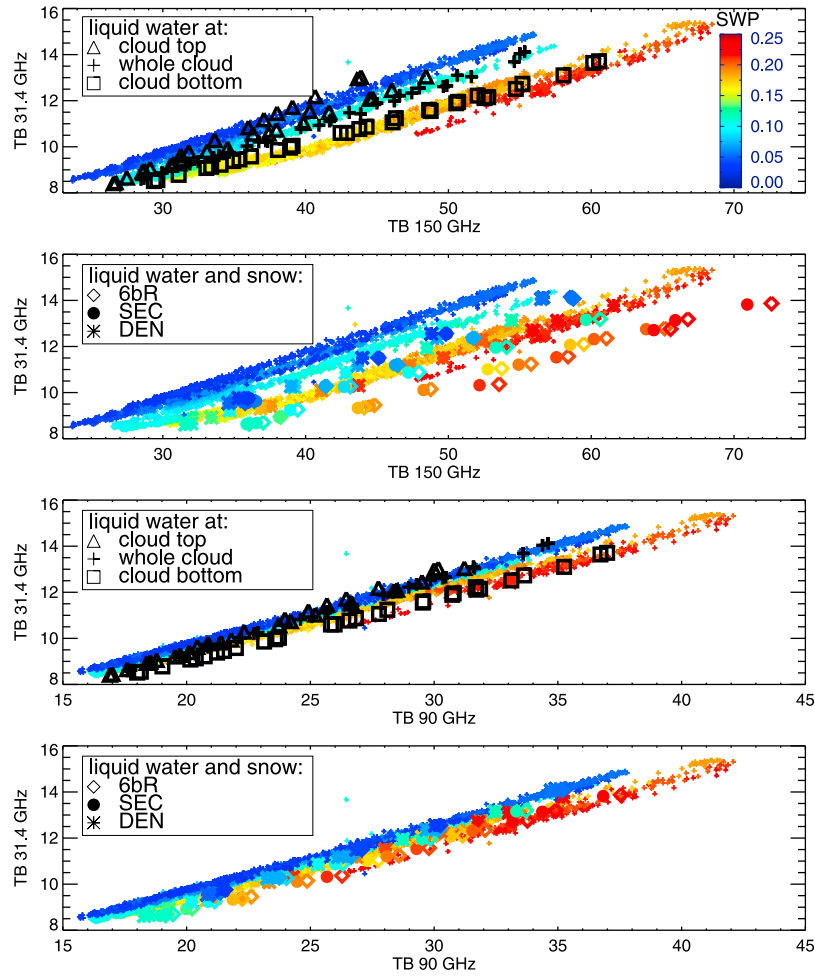 liquid water at:
cloud top
whole cloud
cloud bottom
SWP
0.25
0.20
0.15
0.10
0.05
0.00
16
14
12
10
8
TB 31.4 GHz
30 40 50 60 70
TB 150 GHz
liquid water and snow:
6bR
SEC
DEN
16
14
12
10
8
TB 31.4 GHz
30 40 50 60 70
TB 150 GHz
liquid water at:
cloud top
whole cloud
cloud bottom
16
14
12
10
8
TB 31.4 GHz
15 20 25 30 35 40 45
TB 90 GHz
liquid water and snow:
6bR
SEC
DEN
16
14
12
10
8
TB 31.4 GHz
15 20 25 30 35 40 45
TB 90 GHz